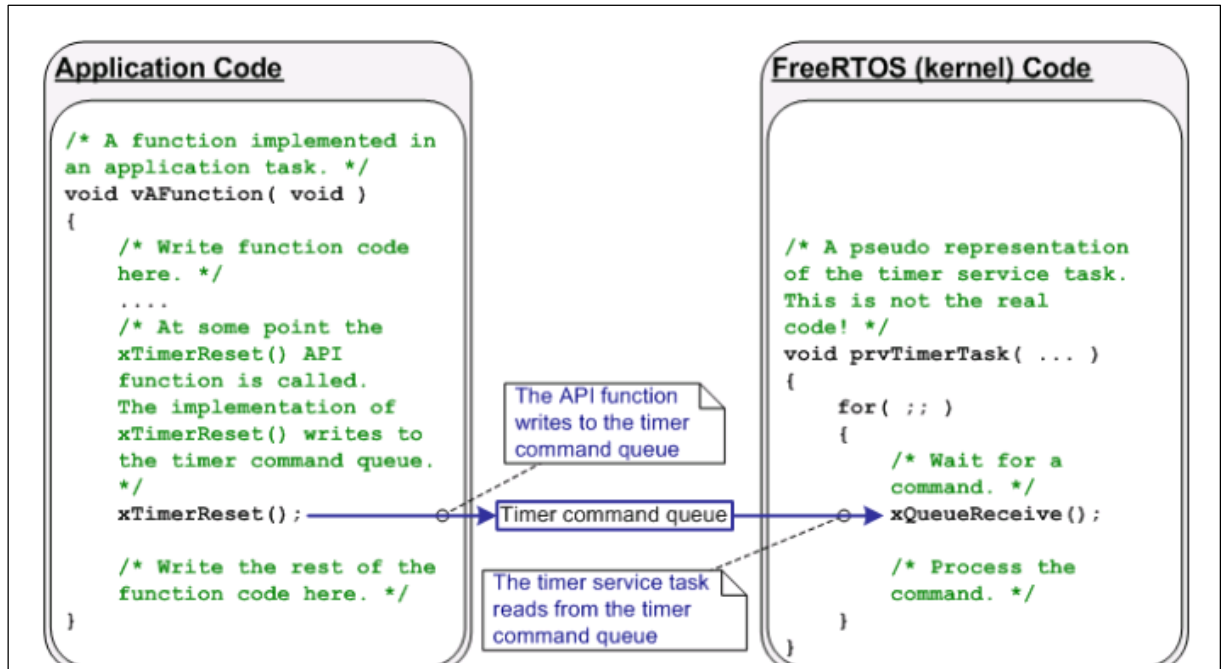 Application Code
/* A function implemented in
an application task. */
void vAFunction( void )
{
/* Write function code
here. */
....
/* At some point the
xTimerReset() API
function is called.
The implementation of
xTimerReset() writes to
the timer command queue.
*/
xTimerReset();
/* Write the rest of the
function code here. */
}
The API function
writes to the timer
command queue
Timer command queue
The timer service task
reads from the timer
command queue
FreeRTOS (kernel) Code
/* A pseudo representation
of the timer service task.
This is not the real
code! */
void prvTimerTask( ... )
{
for( ;; )
{
/* Wait for a
command. */
xQueueReceive();
/* Process the
command. */
}
}